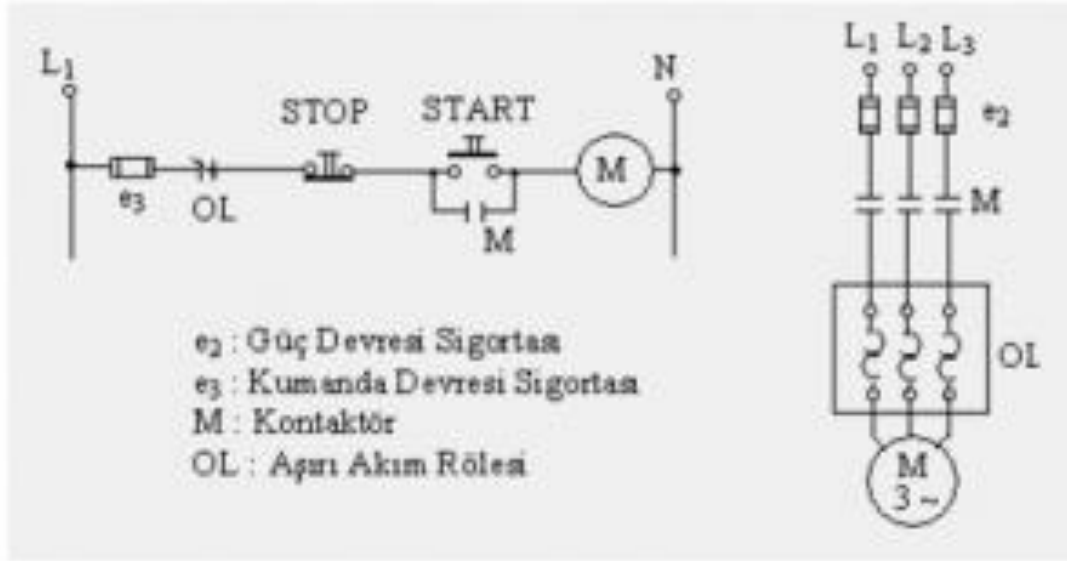 L1
N
STOP
START
e3
OL
M
M
e2 : Güç Devresi Sigortası
e3 : Kumanda Devresi Sigortası
M : Kontaktör
OL : Aşırı Akım Rölesi
L1 L2 L3
e2
M
OL
M
3 ~